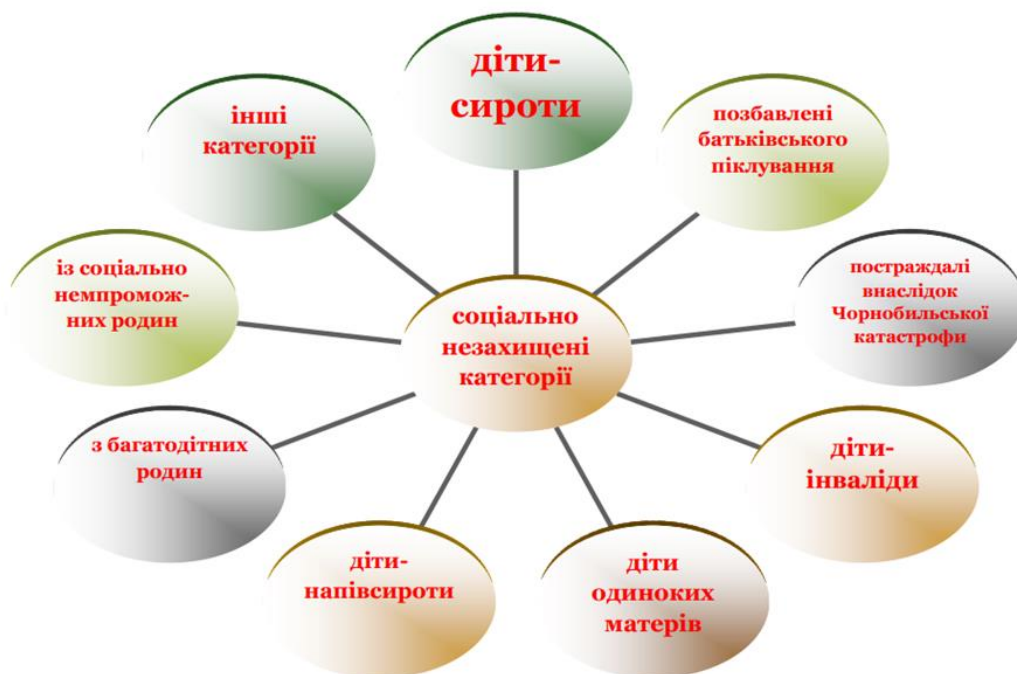 діти-
сироти
позбавлені
батьківського
піклування
постраждалі
внаслідок
Чорнобильської
катастрофи
діти-
інваліди
діти
одиноких
матерів
діти-
напівсироти
з багатодітних
родин
із соціально
немпромож-
них родин
інші
категорії
соціально
незахищені
категорії